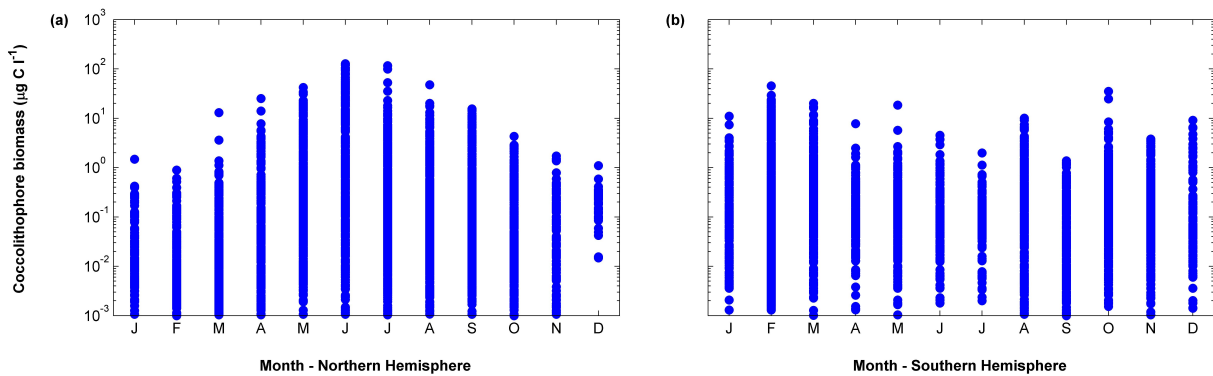 (a)
Coccolithophore biomass (μg C l⁻¹)
10³
10²
10¹
10⁰
10⁻¹
10⁻²
10⁻³
J F M A M J J A S O N D
Month - Northern Hemisphere
(b)
J F M A M J J A S O N D
Month - Southern Hemisphere